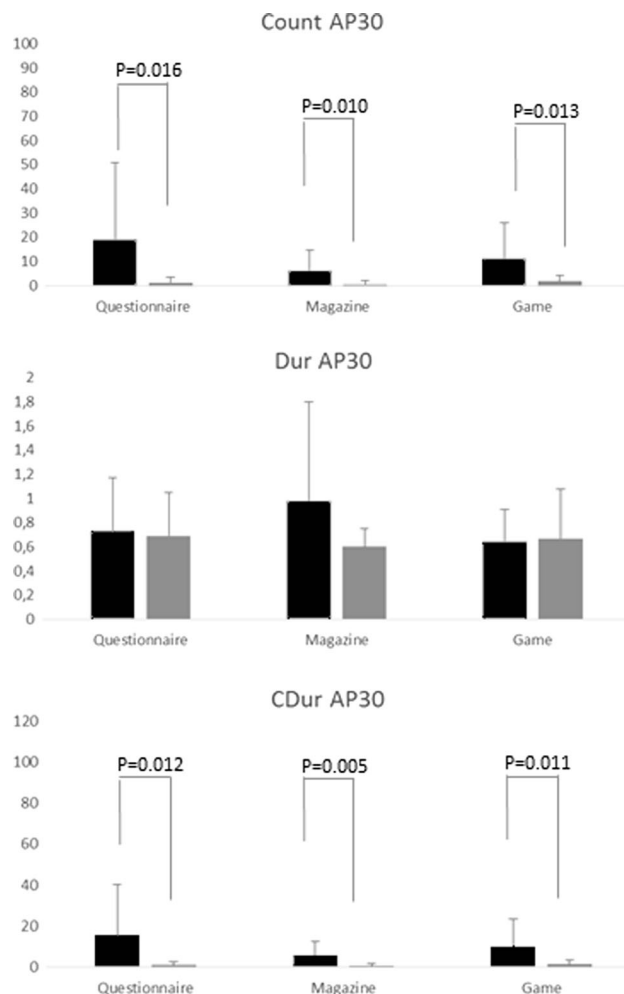 Count AP30
100
90
80
70
60
50
40
30
20
10
0
P=0.016
P=0.010
P=0.013
Questionnaire
Magazine
Game
Dur AP30
2
1,8
1,6
1,4
1,2
1
0,8
0,6
0,4
0,2
0
Questionnaire
Magazine
Game
CDur AP30
120
100
80
60
40
20
0
P=0.012
P=0.005
P=0.011
Questionnaire
Magazine
Game